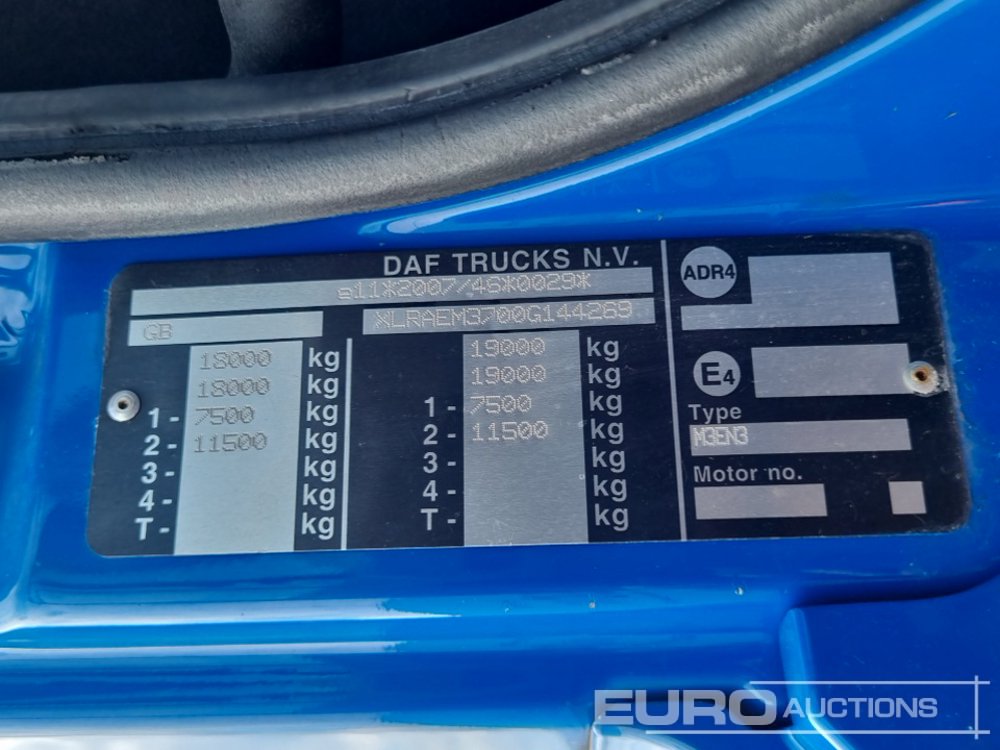 DAF TRUCKS N.V.
e11*2007/46*0029*
GB XLRAEM3700G144269
18000 kg 19000 kg
18000 kg 19000 kg
1- 7500 kg 1- 7500 kg
2- 11500 kg 2- 11500 kg
3- kg 3- kg
4- kg 4- kg
T- kg T- kg
ADR4
E4
Type
M3EN3
Motor no.
EURO AUCTIONS